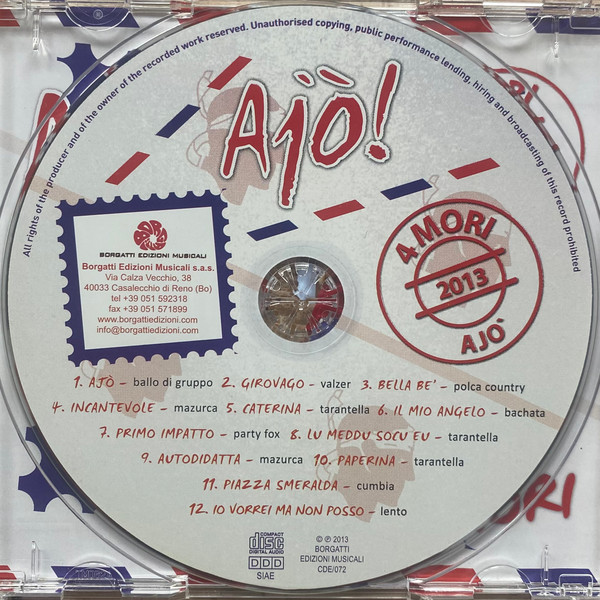 All rights of the producer and of the owner of the recorded work reserved. Unauthorised copying, public performance lending, hiring and broadcasting of this record prohibited
Ajò!
BORGATTI EDIZIONI MUSICALI
Borgatti Edizioni Musicali s.a.s.
Via Calza Vecchio, 38
40033 Casalecchio di Reno (Bo)
tel +39 051 592318
fax +39 051 571899
www.borgattiedizioni.com
info@borgattiedizioni.com
4 MORI
2013
AJO'
1. AJÒ – ballo di gruppo 2. GIROVAGO – valzer 3. BELLA BE' – polca country
4. INCANTEVOLE – mazurca 5. CATERINA – tarantella 6. IL MIO ANGELO – bachata
7. PRIMO IMPATTO – party fox 8. LU MEDDU SOCU EU – tarantella
9. AUTODIDATTA – mazurca 10. PAPERINA – tarantella
11. PIAZZA SMERALDA – cumbia
12. IO VORREI MA NON POSSO – lento
COMPACT
disc
DIGITAL AUDIO
DDD
SIAE
© ℗ 2013
BORGATTI
EDIZIONI MUSICALI
CDE/072